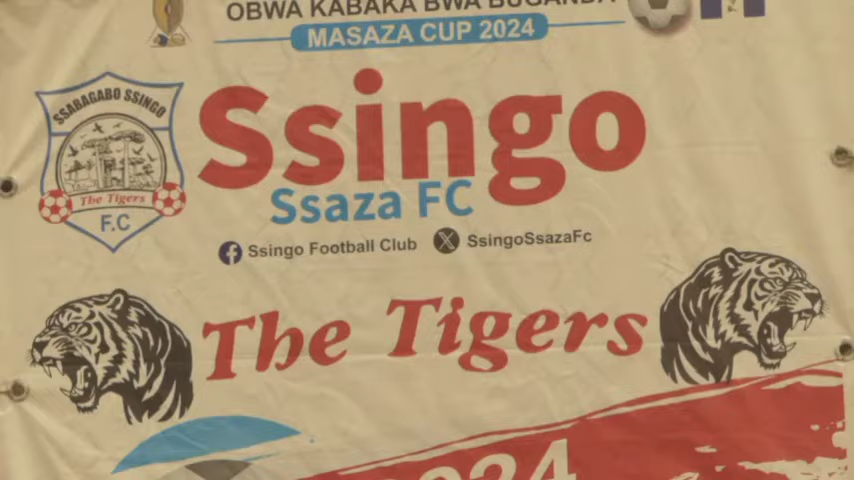 OBWA KABAKA BWA BUGANDA
MASAZA CUP 2024
SSABAGABO SSINGO
The Tigers
F.C
Ssingo
Ssaza FC
Ssingo Football Club
SsingoSsazaFc
The Tigers
2024